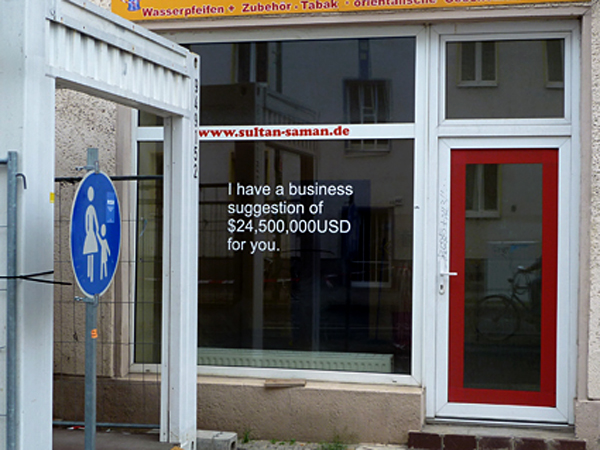 Wasserpfeifen + Zubehör - Tabak - orientalische
www.sultan-saman.de
I have a business
suggestion of
$24,500,000USD
for you.